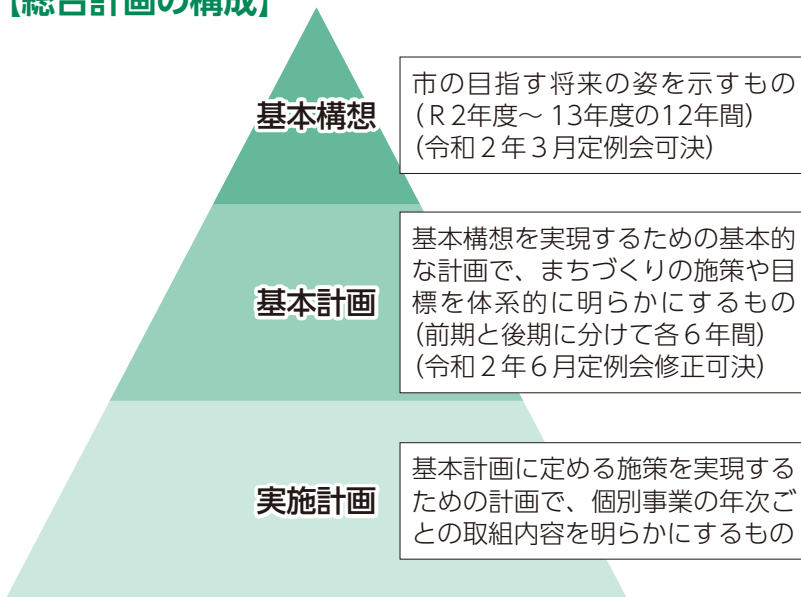 【総合計画の構成】
基本構想
市の目指す将来の姿を示すもの
(R2年度～13年度の12年間)
(令和2年3月定例会可決)
基本計画
基本構想を実現するための基本的
な計画で、まちづくりの施策や目
標を体系的に明らかにするもの
(前期と後期に分けて各6年間)
(令和2年6月定例会修正可決)
実施計画
基本計画に定める施策を実現する
ための計画で、個別事業の年次ご
との取組内容を明らかにするもの